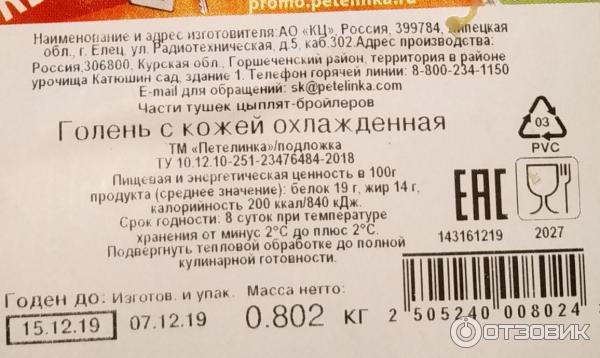 promo.petelinka.ru
Наименование и адрес изготовителя:АО «КЦ», Россия, 399784, Липецкая
обл., г. Елец, ул. Радиотехническая, д.5, каб.302.Адрес производства:
Россия,306800, Курская обл., Горшеченский район, территория в районе
урочища Катюшин сад, здание 1. Телефон горячей линии: 8-800-234-1150
E-mail для обращений: sk@petelinka.com
Части тушек цыплят-бройлеров
Голень с кожей охлажденная
ТМ «Петелинка»/подложка
ТУ 10.12.10-251-23476484-2018
Пищевая и энергетическая ценность в 100г
продукта (среднее значение): белок 19 г, жир 14 г,
калорийность 200 ккал/840 кДж.
Срок годности: 8 суток при температуре
хранения от минус 2°С до плюс 2°С.
Подвергнуть тепловой обработке до полной
кулинарной готовности.
03
PVC
ЕАС
143161219 2027
Годен до: Изготов. и упак. Масса нетто:
15.12.19 07.12.19 0.802 кг
2 505240 008024
ОТЗОВИК